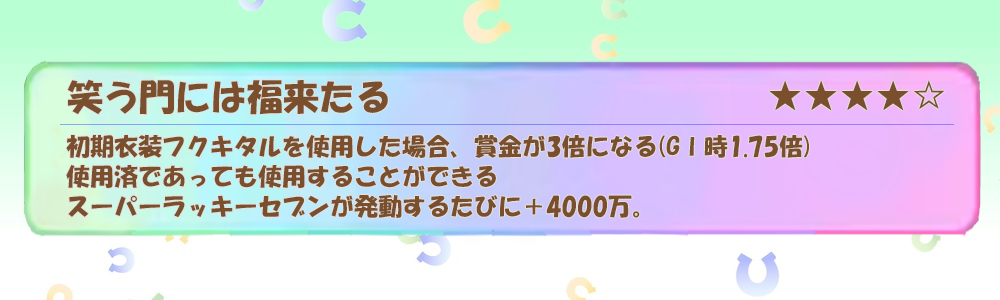 笑う門には福来たる ★★★★☆
初期衣装フクキタルを使用した場合、賞金が3倍になる(GⅠ時1.75倍)
使用済であっても使用することができる
スーパーラッキーセブンが発動するたびに＋4000万。